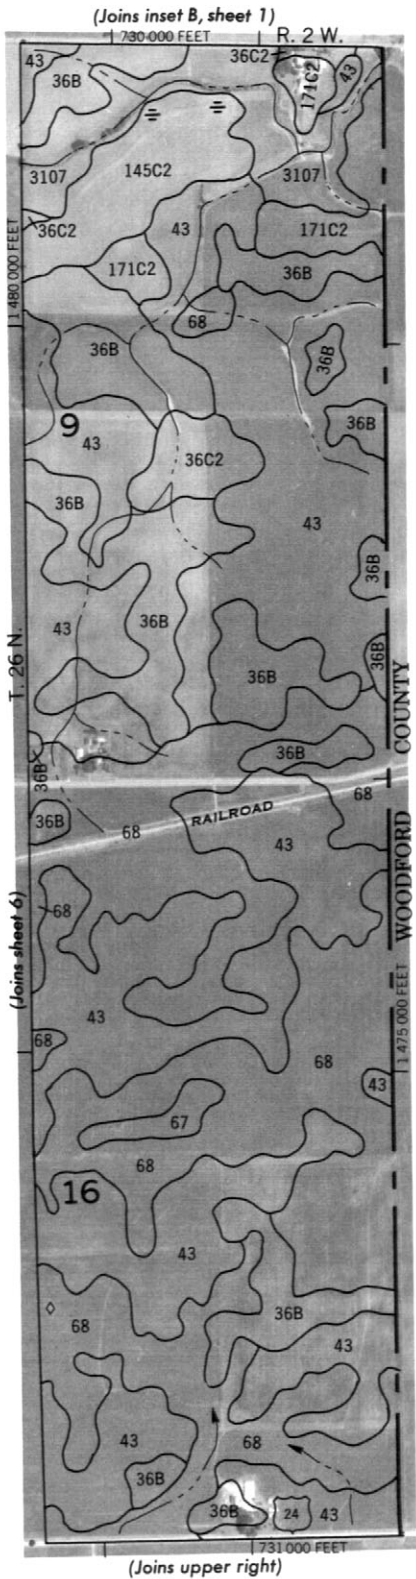 (Joins inset B, sheet 1)
730 000 FEET
R. 2 W.
43
36C2
36B
171C2
43
3107
145C2
3107
36C2
43
171C2
171C2
36B
1 480 000 FEET
68
36B
36B
9
36B
43
36C2
36B
43
36B
43
36B
36B
36B
T. 26 N.
COUNTY
36B
36B
68
36B
RAILROAD
68
43
WOODFORD
68
(Joins sheet 6)
43
1 475 000 FEET
68
68
43
67
68
16
43
36B
68
43
43
68
36B
36B
24
43
731 000 FEET
(Joins upper right)